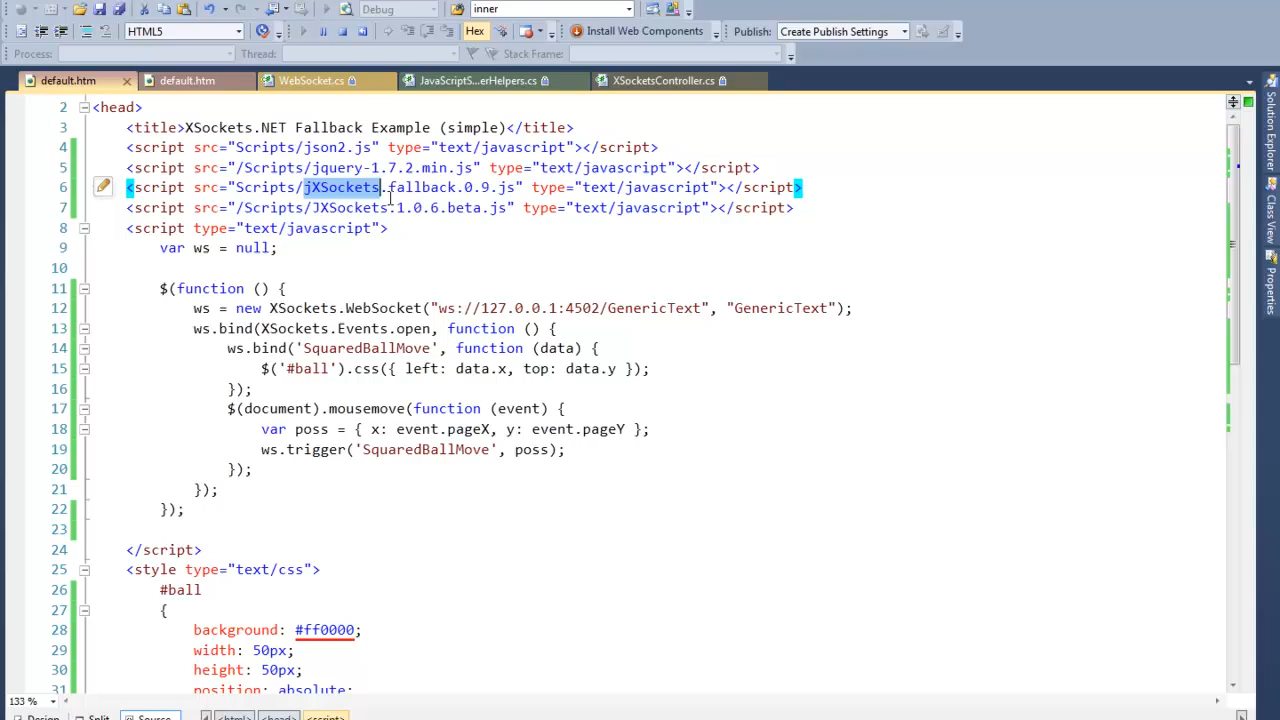 Debug
inner
HTML5
Hex
Install Web Components
Publish: Create Publish Settings
Process:
Thread:
Stack Frame:
default.htm
default.htm
WebSocket.cs
JavaScriptS...erHelpers.cs
XSocketsController.cs
2 <head>
3 <title>XSockets.NET Fallback Example (simple)</title>
4 <script src="Scripts/json2.js" type="text/javascript"></script>
5 <script src="/Scripts/jquery-1.7.2.min.js" type="text/javascript"></script>
6 <script src="Scripts/jXSockets.fallback.0.9.js" type="text/javascript"></script>
7 <script src="/Scripts/JXSockets.1.0.6.beta.js" type="text/javascript"></script>
8 <script type="text/javascript">
9 var ws = null;
10
11 $(function () {
12 ws = new XSockets.WebSocket("ws://127.0.0.1:4502/GenericText", "GenericText");
13 ws.bind(XSockets.Events.open, function () {
14 ws.bind('SquaredBallMove', function (data) {
15 $('#ball').css({ left: data.x, top: data.y });
16 });
17 $(document).mousemove(function (event) {
18 var poss = { x: event.pageX, y: event.pageY };
19 ws.trigger('SquaredBallMove', poss);
20 });
21 });
22 });
23
24 </script>
25 <style type="text/css">
26 #ball
27 {
28 background: #ff0000;
29 width: 50px;
30 height: 50px;
31 position: absolute;
133 %
Design
Split
Source
<html>
<head>
<script>
Solution Explorer
Class View
Properties